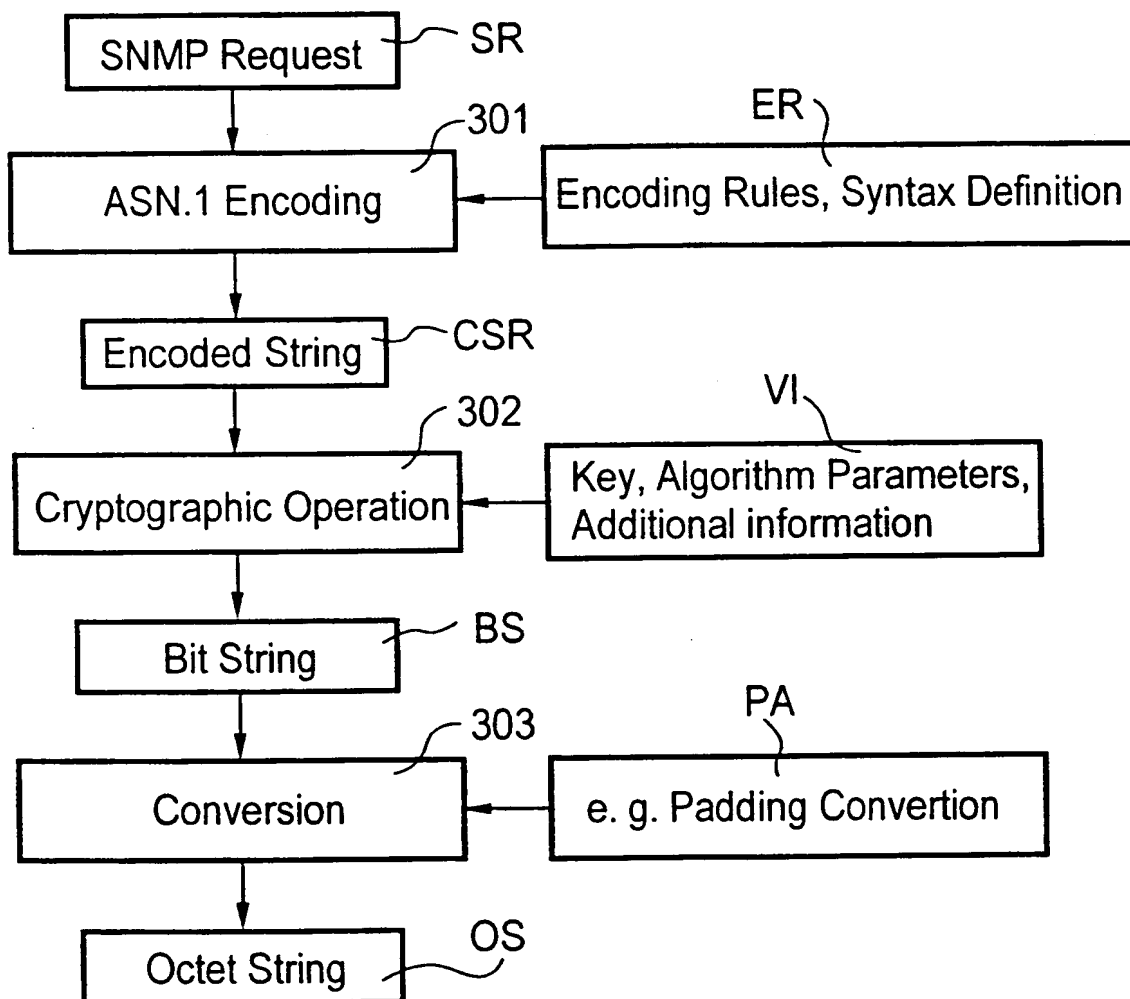 SNMP Request
SR
301
ER
ASN.1 Encoding
Encoding Rules, Syntax Definition
Encoded String
CSR
302
VI
Cryptographic Operation
Key, Algorithm Parameters,
Additional information
Bit String
BS
303
PA
Conversion
e. g. Padding Convertion
Octet String
OS